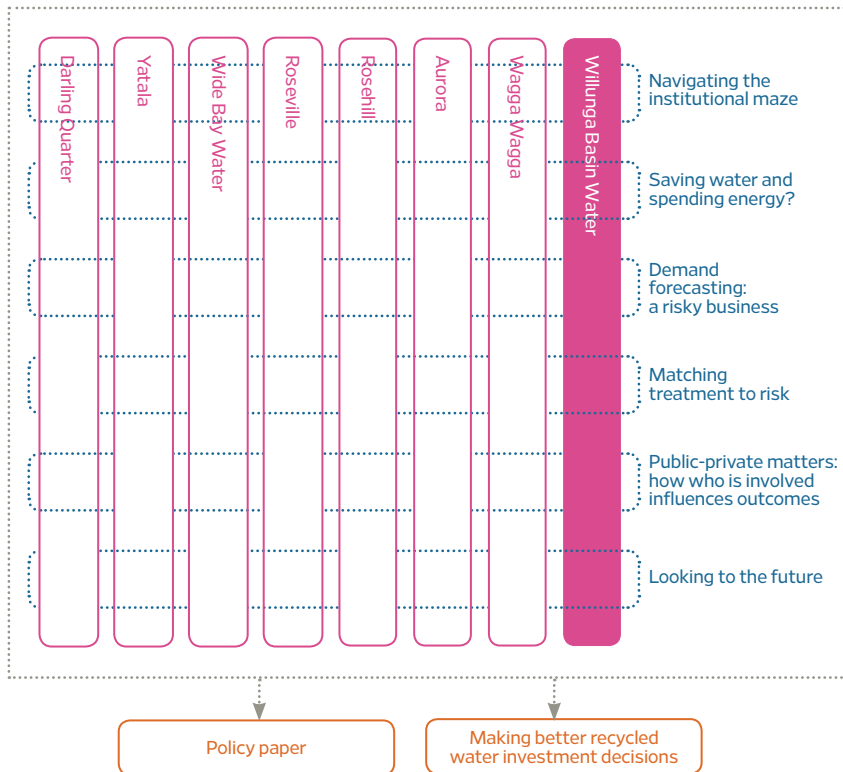 Darling Quarter
Yatala
Wide Bay Water
Roseville
Rosehill
Aurora
Wagga Wagga
Willunga Basin Water
Navigating the
institutional maze
Saving water and
spending energy?
Demand
forecasting:
a risky business
Matching
treatment to risk
Public-private matters:
how who is involved
influences outcomes
Looking to the future
Policy paper
Making better recycled
water investment decisions